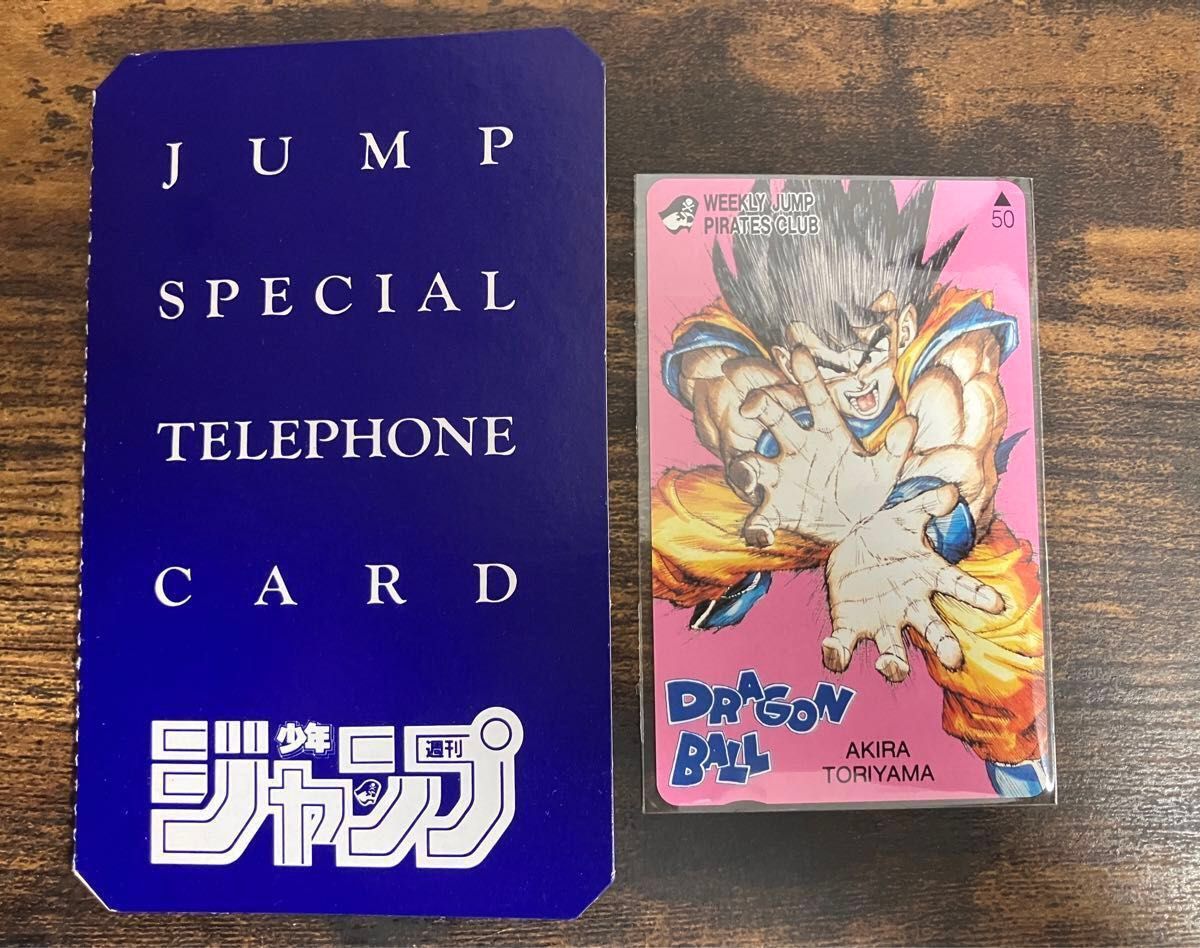 JUMP
SPECIAL
TELEPHONE
CARD
週刊
少年
ジャンプ
WEEKLY JUMP
PIRATES CLUB
50
DRAGON
BALL
AKIRA
TORIYAMA